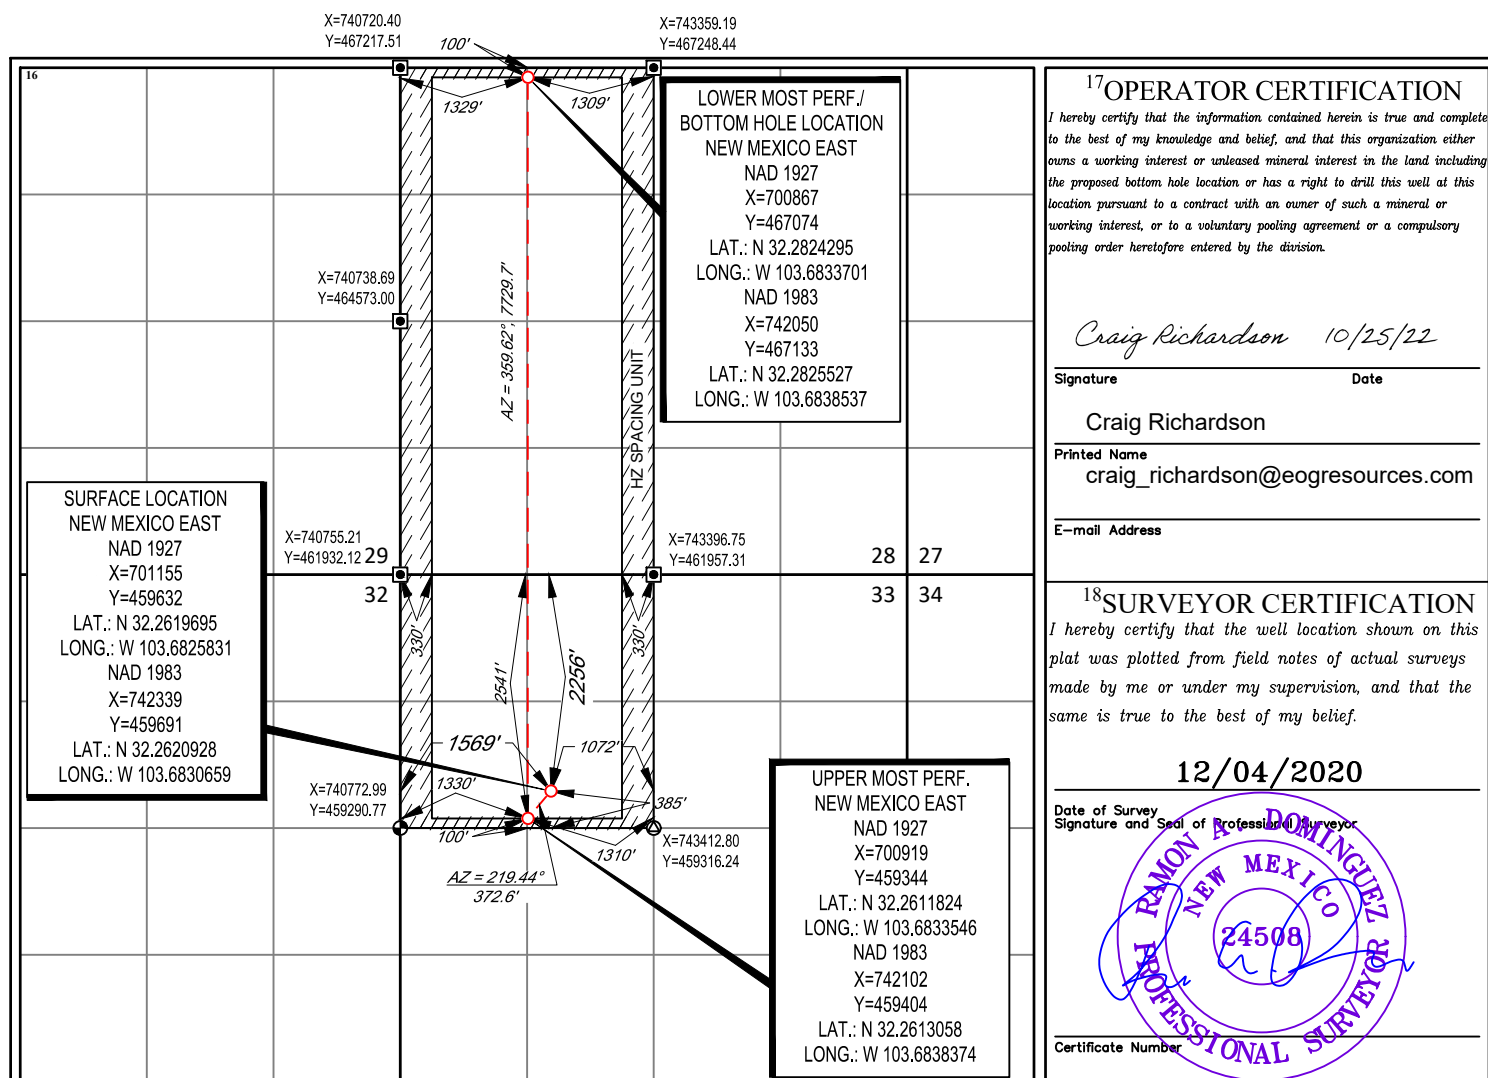 X=740720.40
Y=467217.51
100'
X=743359.19
Y=467248.44
16
1329'
1309'
LOWER MOST PERF./
BOTTOM HOLE LOCATION
NEW MEXICO EAST
NAD 1927
X=700867
Y=467074
LAT.: N 32.2824295
LONG.: W 103.6833701
NAD 1983
X=742050
Y=467133
LAT.: N 32.2825527
LONG.: W 103.6838537
X=740738.69
Y=464573.00
AZ = 359.62°, 7729.7'
HZ SPACING UNIT
SURFACE LOCATION
NEW MEXICO EAST
NAD 1927
X=701155
Y=459632
LAT.: N 32.2619695
LONG.: W 103.6825831
NAD 1983
X=742339
Y=459691
LAT.: N 32.2620928
LONG.: W 103.6830659
X=740755.21
Y=461932.12
29
32
X=743396.75
Y=461957.31
28
27
33
34
330'
2541'
2256'
330'
1569'
1072'
1330'
385'
X=740772.99
Y=459290.77
100'
1310'
X=743412.80
Y=459316.24
AZ = 219.44°
372.6'
UPPER MOST PERF.
NEW MEXICO EAST
NAD 1927
X=700919
Y=459344
LAT.: N 32.2611824
LONG.: W 103.6833546
NAD 1983
X=742102
Y=459404
LAT.: N 32.2613058
LONG.: W 103.6838374
17 OPERATOR CERTIFICATION
I hereby certify that the information contained herein is true and complete
to the best of my knowledge and belief, and that this organization either
owns a working interest or unleased mineral interest in the land including
the proposed bottom hole location or has a right to drill this well at this
location pursuant to a contract with an owner of such a mineral or
working interest, or to a voluntary pooling agreement or a compulsory
pooling order heretofore entered by the division.
Craig Richardson 10/25/22
Signature Date
Craig Richardson
Printed Name
craig_richardson@eogresources.com
E-mail Address
18 SURVEYOR CERTIFICATION
I hereby certify that the well location shown on this
plat was plotted from field notes of actual surveys
made by me or under my supervision, and that the
same is true to the best of my belief.
12/04/2020
Date of Survey
Signature and Seal of Professional Surveyor
RAMON A. DOMINGUEZ
NEW MEXICO
24508
PROFESSIONAL SURVEYOR
Certificate Number